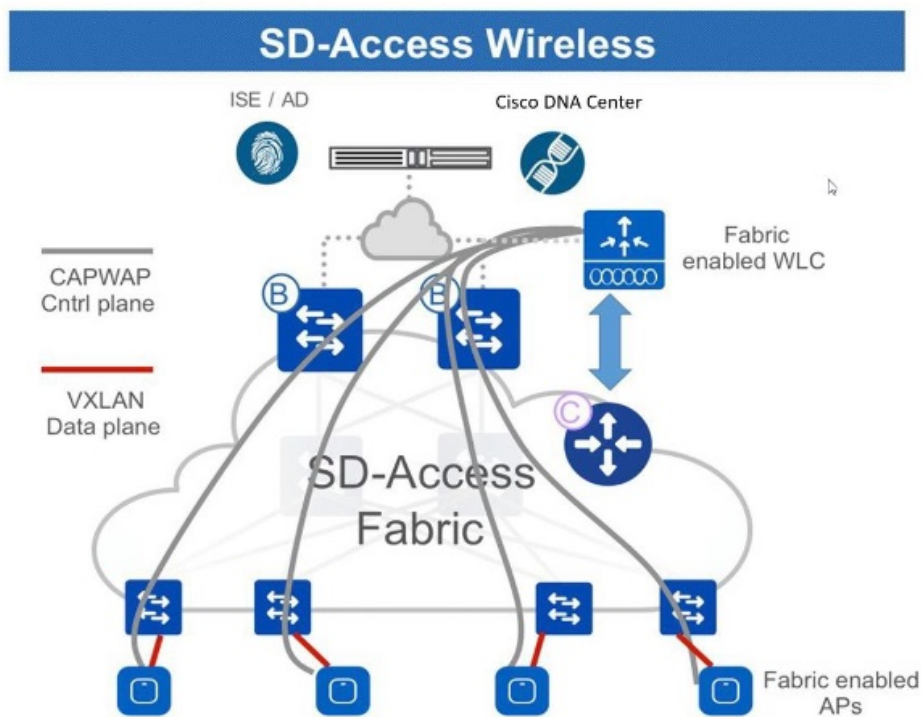 SD-Access Wireless
ISE / AD
Cisco DNA Center
Fabric
enabled WLC
CAPWAP
Cntrl plane
B
B
VXLAN
Data plane
C
SD-Access
Fabric
Fabric enabled
APs